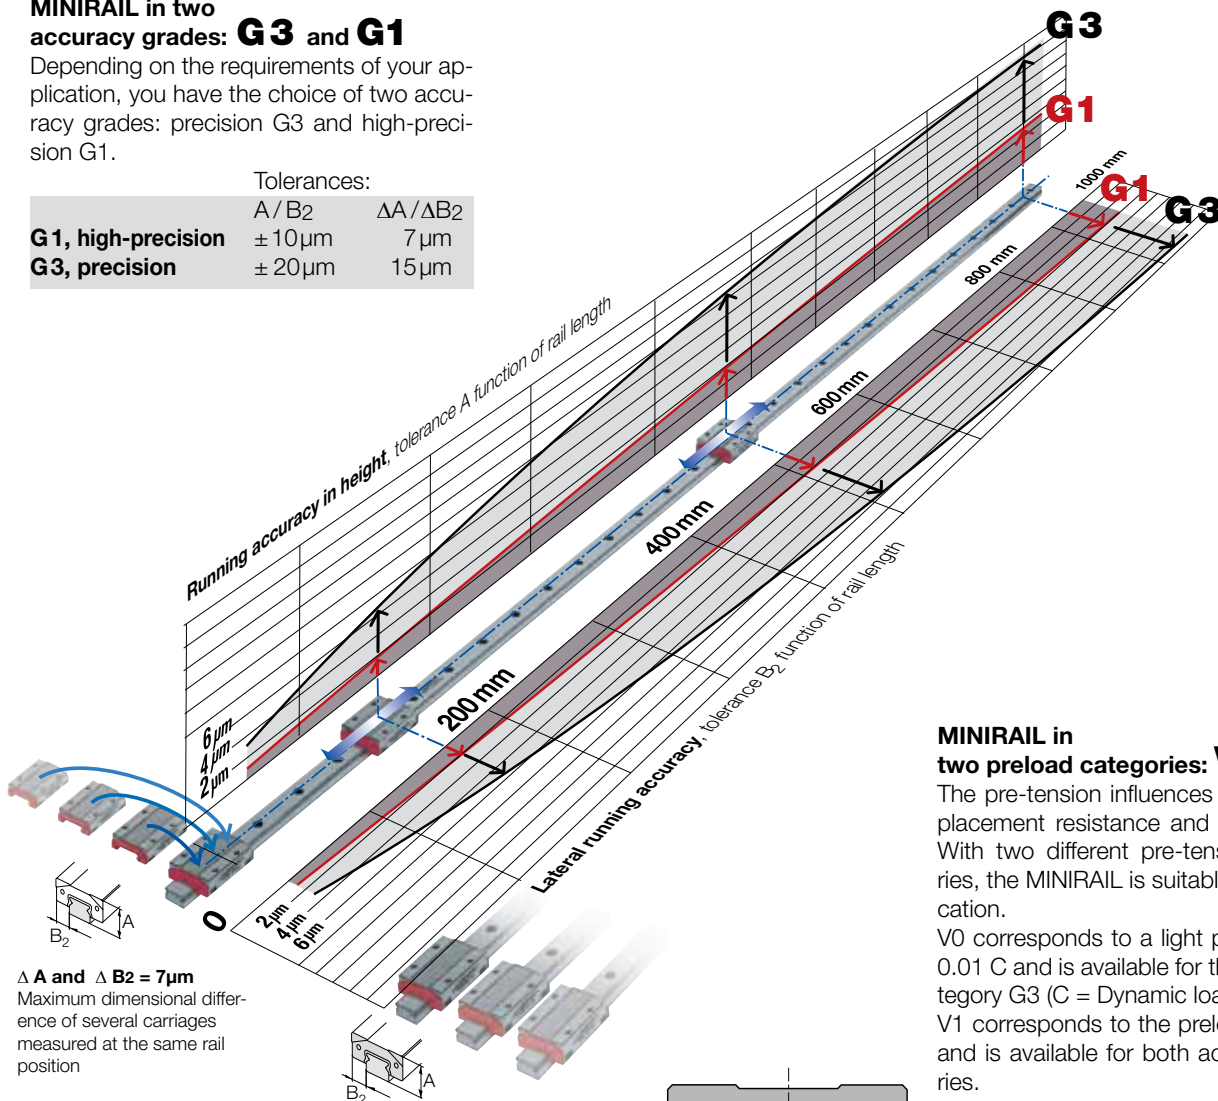 MINIRAIL in two
accuracy grades: G3 and G1
Depending on the requirements of your ap-
plication, you have the choice of two accu-
racy grades: precision G3 and high-preci-
sion G1.
Tolerances:
A/B2 ΔA/ΔB2
G1, high-precision ±10µm 7µm
G3, precision ±20µm 15µm
G3
G1
1000 mm
G1
G3
800 mm
600mm
400mm
200mm
0
Running accuracy in height, tolerance A function of rail length
6 µm
4 µm
2 µm
Lateral running accuracy, tolerance B2 function of rail length
2µm
4µm
6µm
A
B2
Δ A and Δ B2 = 7µm
Maximum dimensional differ-
ence of several carriages
measured at the same rail
position
A
B2
MINIRAIL in
two preload categories:
The pre-tension influences
placement resistance and
With two different pre-tens
ries, the MINIRAIL is suitabl
cation.
V0 corresponds to a light p
0.01 C and is available for th
tegory G3 (C = Dynamic loa
V1 corresponds to the prelo
and is available for both ac
ries.